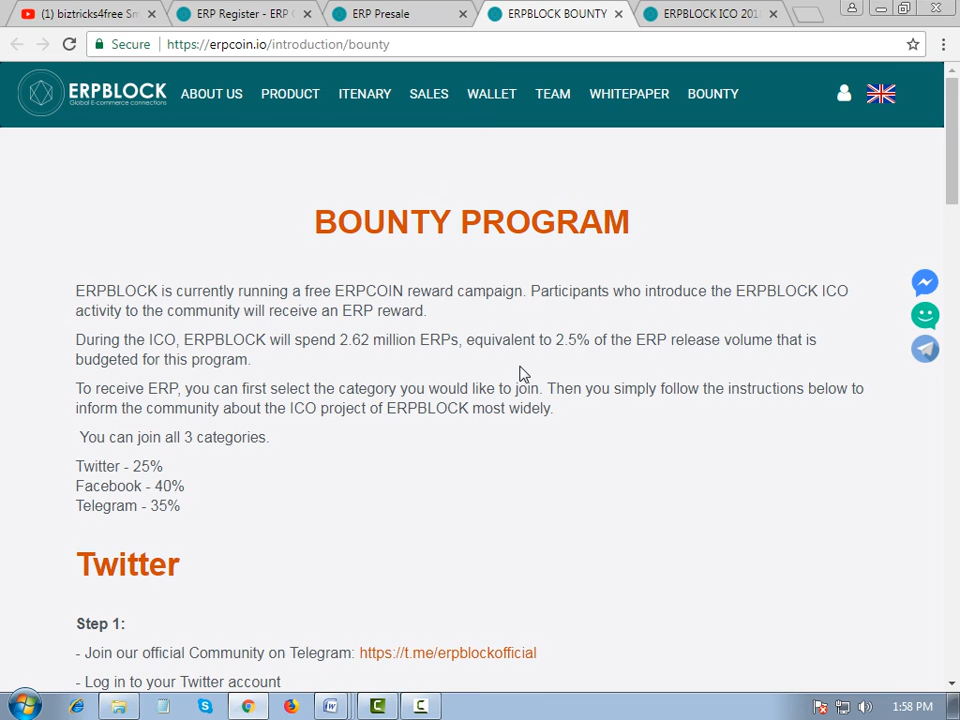 (1) biztricks4free Sm
ERP Register - ERP C
ERP Presale
ERPBLOCK BOUNTY
ERPBLOCK ICO 201
Secure
https://erpcoin.io/introduction/bounty
ERPBLOCK
Global E-commerce connections
ABOUT US PRODUCT ITENARY SALES WALLET TEAM WHITEPAPER BOUNTY
BOUNTY PROGRAM
ERPBLOCK is currently running a free ERPCOIN reward campaign. Participants who introduce the ERPBLOCK ICO
activity to the community will receive an ERP reward.
During the ICO, ERPBLOCK will spend 2.62 million ERPs, equivalent to 2.5% of the ERP release volume that is
budgeted for this program.
To receive ERP, you can first select the category you would like to join. Then you simply follow the instructions below to
inform the community about the ICO project of ERPBLOCK most widely.
You can join all 3 categories.
Twitter - 25%
Facebook - 40%
Telegram - 35%
Twitter
Step 1:
- Join our official Community on Telegram: https://t.me/erpblockofficial
- Log in to your Twitter account
1:58 PM